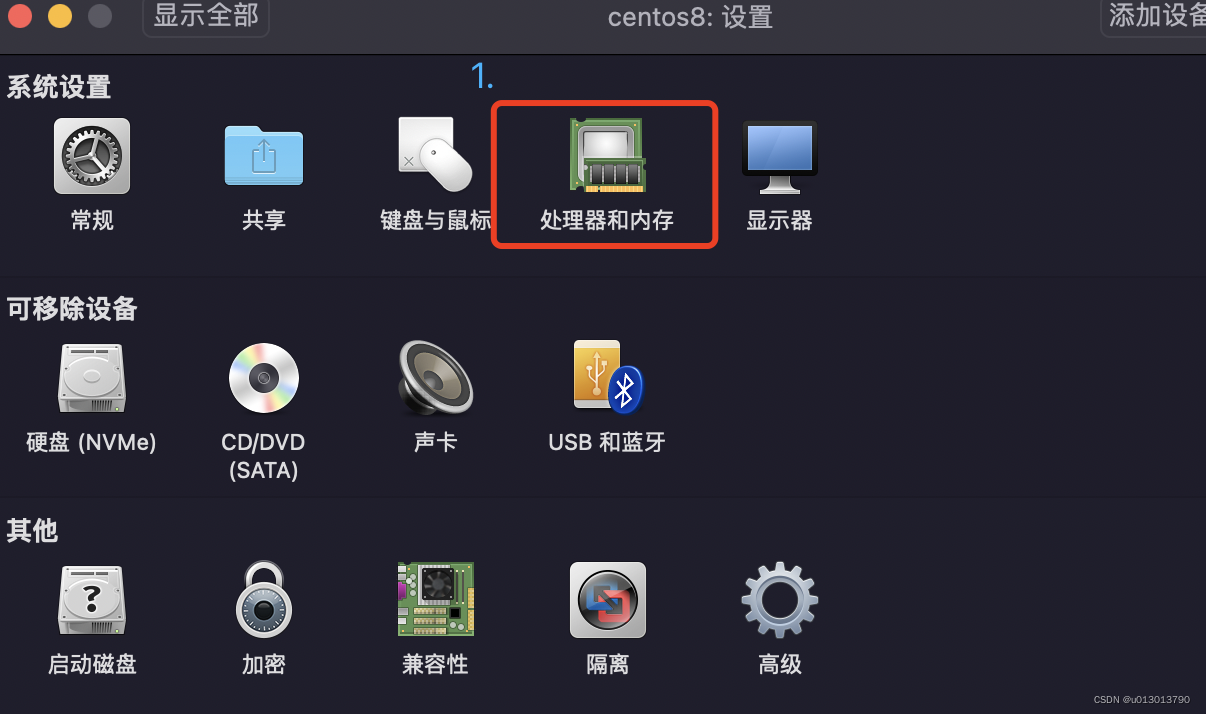 显示全部
centos8: 设置
添加设备
系统设置
1.
常规
共享
键盘与鼠标
处理器和内存
显示器
可移除设备
硬盘 (NVMe)
CD/DVD
(SATA)
声卡
USB 和蓝牙
其他
启动磁盘
加密
兼容性
隔离
高级
CSDN @u013013790